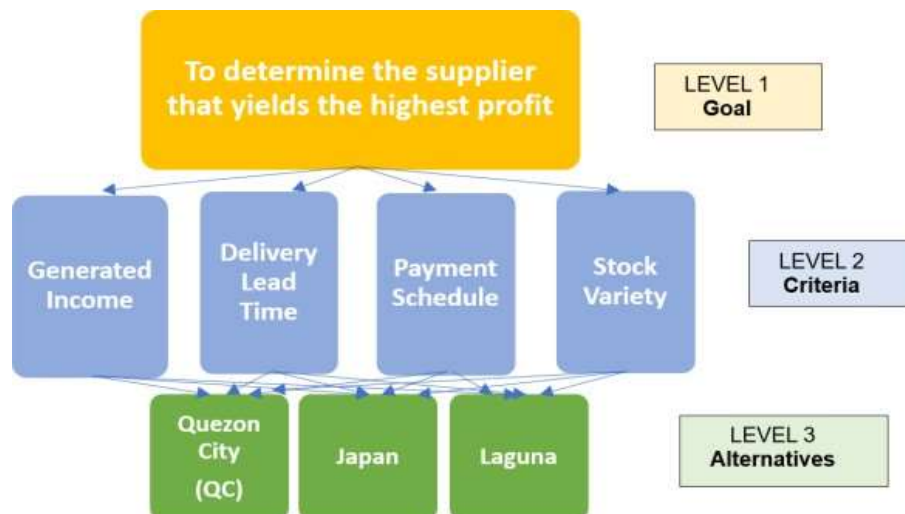 To determine the supplier
that yields the highest profit
LEVEL 1
Goal
Generated
Income
Delivery
Lead
Time
Payment
Schedule
Stock
Variety
LEVEL 2
Criteria
Quezon
City
(QC)
Japan
Laguna
LEVEL 3
Alternatives